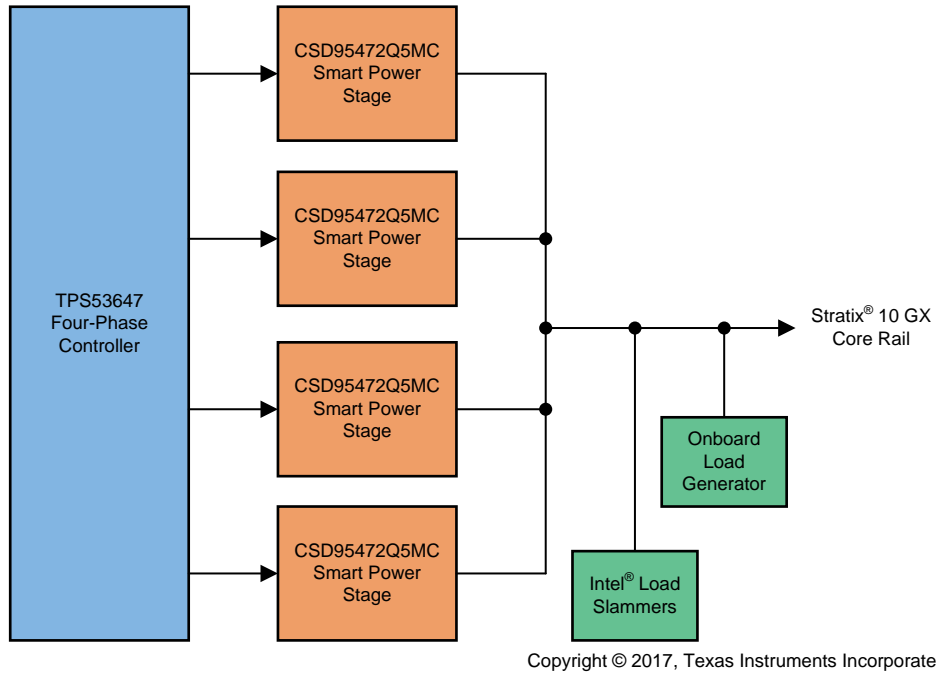 TPS53647
Four-Phase
Controller
CSD95472Q5MC
Smart Power
Stage
CSD95472Q5MC
Smart Power
Stage
CSD95472Q5MC
Smart Power
Stage
CSD95472Q5MC
Smart Power
Stage
Stratix® 10 GX
Core Rail
Onboard
Load
Generator
Intel® Load
Slammers
Copyright © 2017, Texas Instruments Incorporate